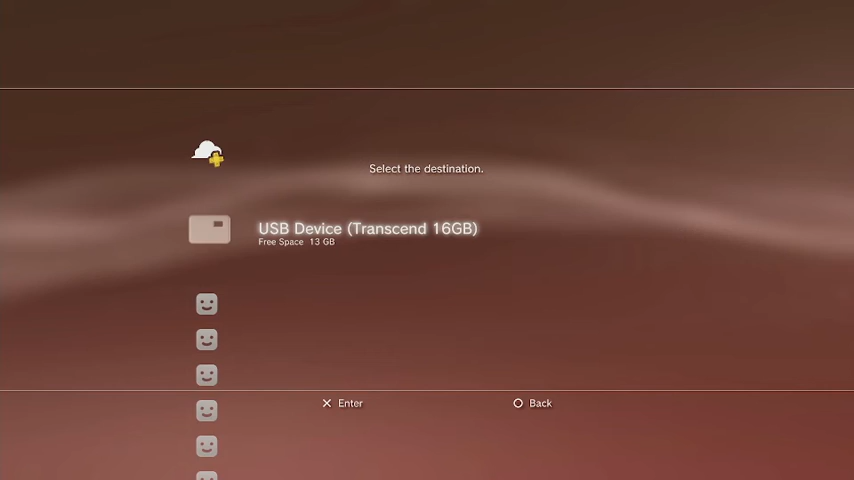 Select the destination.
USB Device (Transcend 16GB)
Free Space 13 GB
Enter
Back